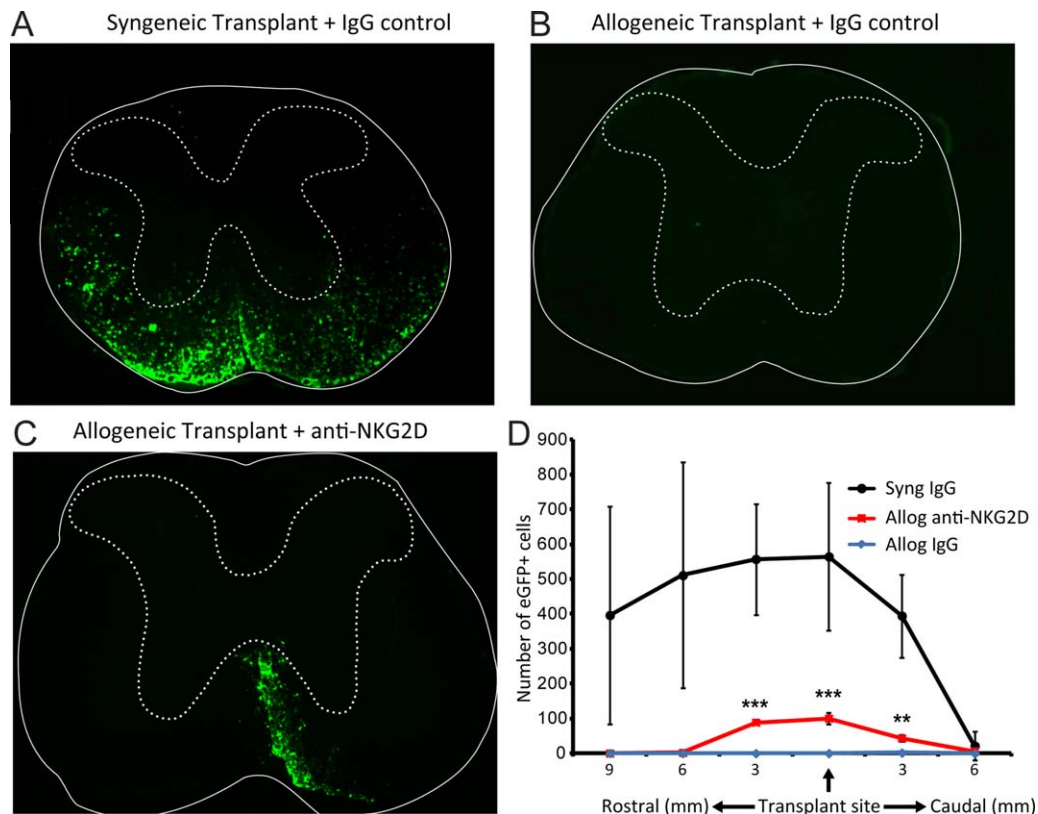 A Syngeneic Transplant + IgG control
B Allogeneic Transplant + IgG control
C Allogeneic Transplant + anti-NKG2D
D
900
800
700
600
500
400
300
200
100
0
Number of eGFP+ cells
Syng IgG
Allog anti-NKG2D
Allog IgG
*** *** **
9 6 3 3 6
Rostral (mm) Transplant site Caudal (mm)